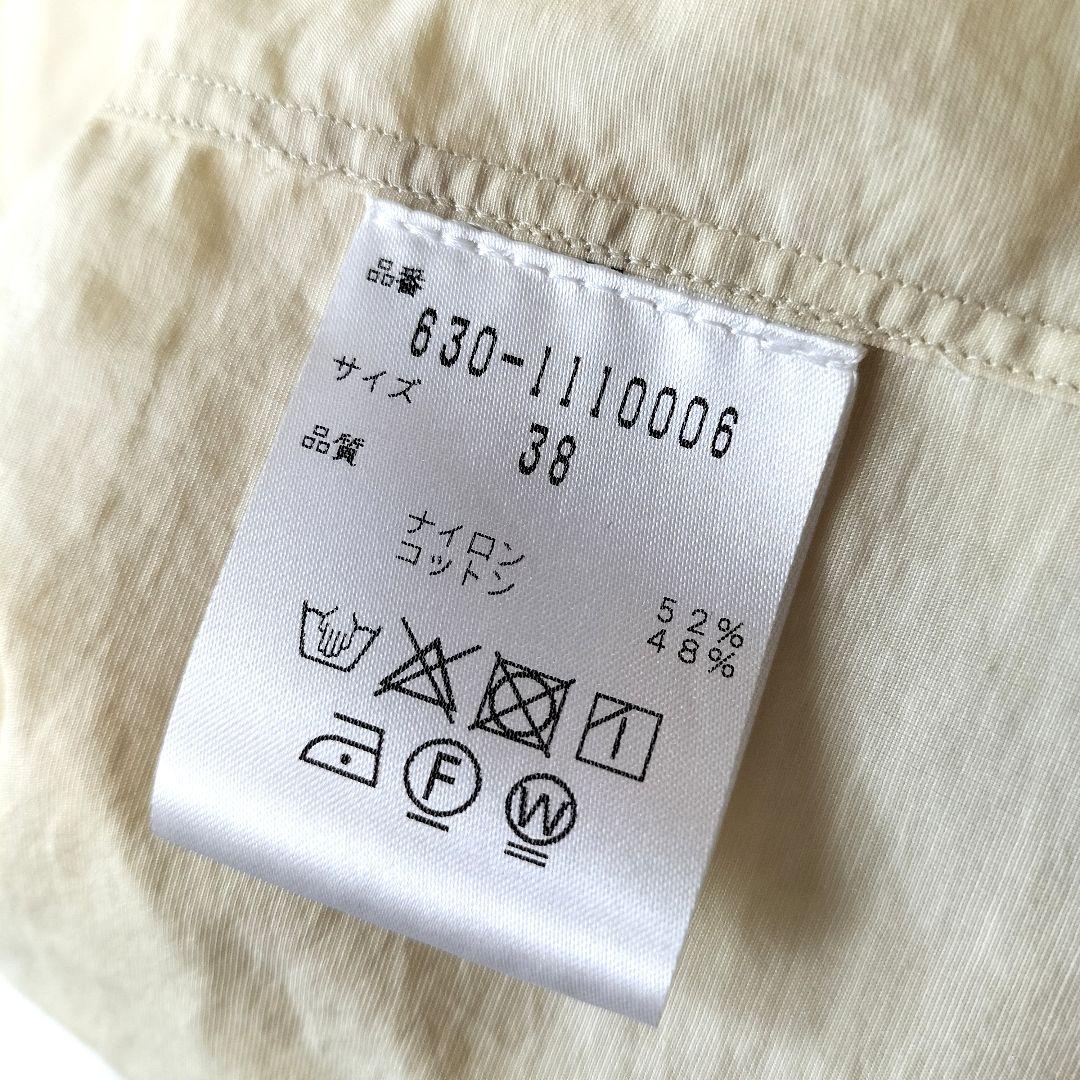 品番
630-1110006
サイズ 38
品質
ナイロン 52%
コットン 48%
F W